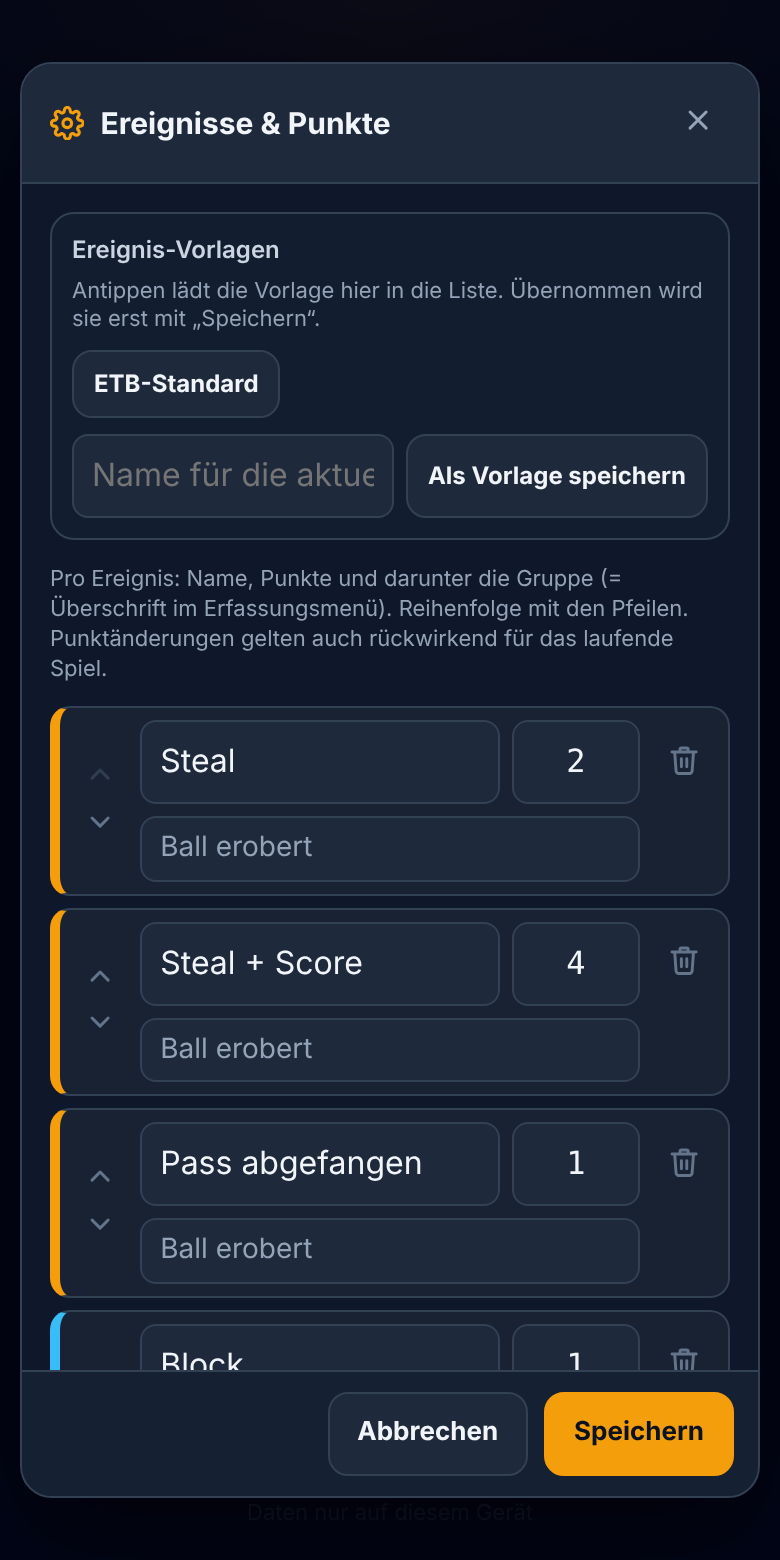 Ereignisse & Punkte
Ereignis-Vorlagen
Antippen lädt die Vorlage hier in die Liste. Übernommen wird
sie erst mit „Speichern“.
ETB-Standard
Name für die aktue
Als Vorlage speichern
Pro Ereignis: Name, Punkte und darunter die Gruppe (=
Überschrift im Erfassungsmenü). Reihenfolge mit den Pfeilen.
Punktänderungen gelten auch rückwirkend für das laufende
Spiel.
Steal
2
Ball erobert
Steal + Score
4
Ball erobert
Pass abgefangen
1
Ball erobert
Block
1
Abbrechen
Speichern
Daten nur auf diesem Gerät